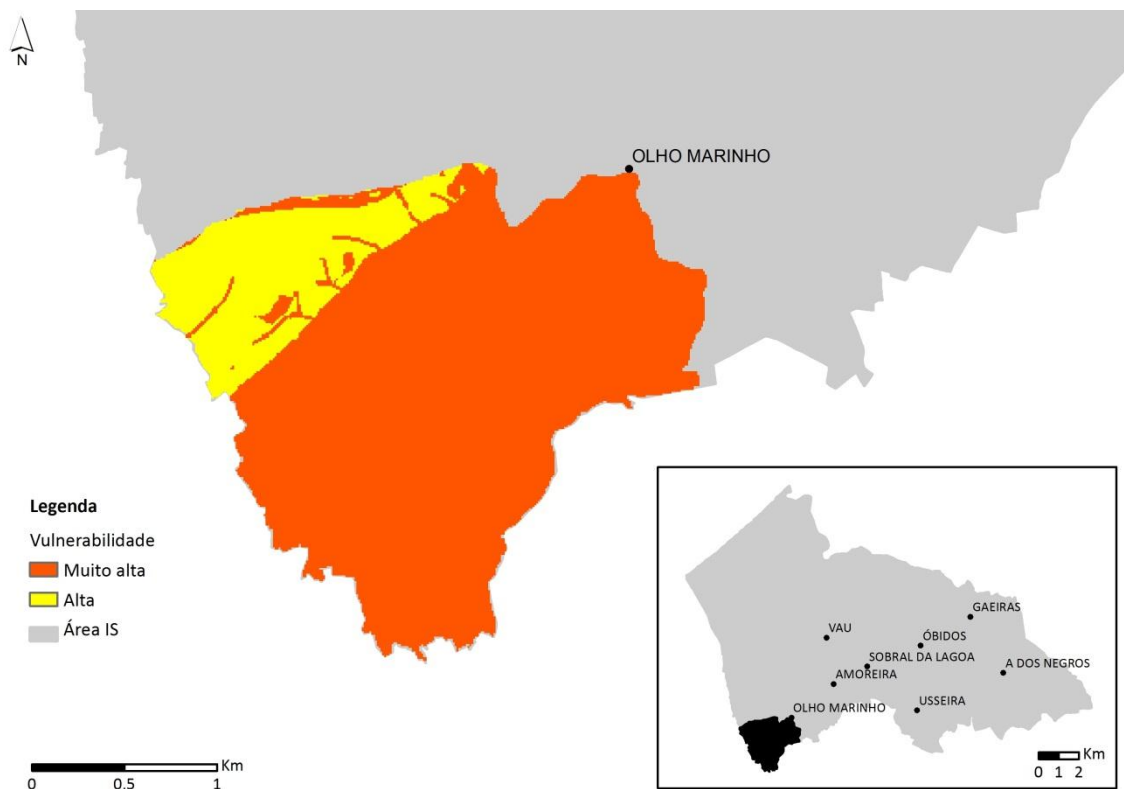 N
OLHO MARINHO
Legenda
Vulnerabilidade
Muito alta
Alta
Área IS
Km
0 0.5 1
GAEIRAS
VAU
ÓBIDOS
SOBRAL DA LAGOA
A DOS NEGROS
AMOREIRA
USSEIRA
OLHO MARINHO
Km
0 1 2